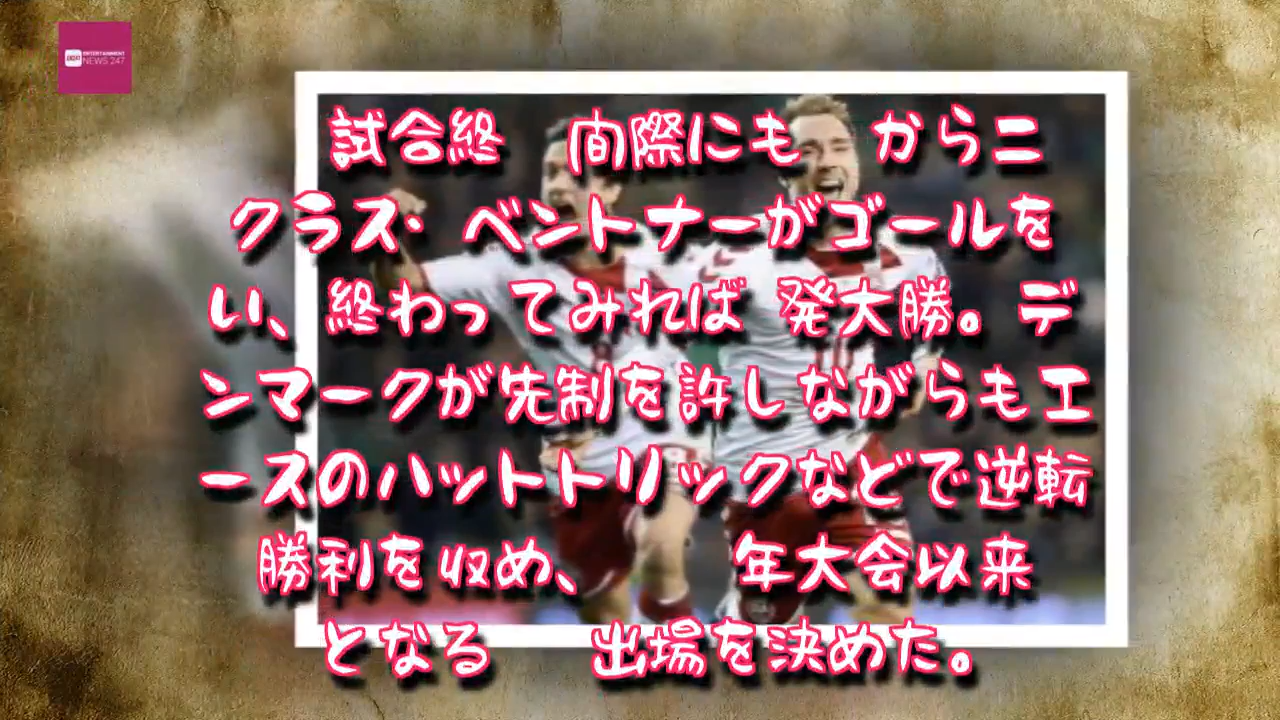 ENTERTAINMENT
NEWS 247
試合終 間際にも からニ
クラス・ ベントナーがゴールを
い、終わってみれば 発大勝。デ
ンマークが先制を許しながらもエ
ースのハットトリックなどで逆転
勝利を収め、 年大会以来
となる 出場を決めた。